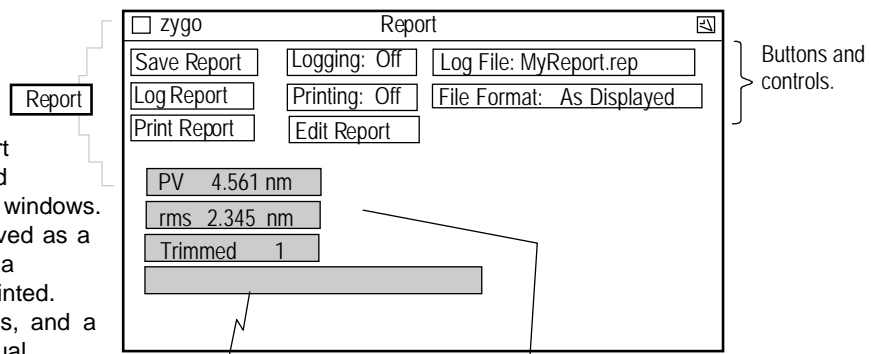 zygo Report
Save Report Logging: Off Log File: MyReport.rep
Log Report Printing: Off File Format: As Displayed
Print Report Edit Report
PV 4.561 nm
rms 2.345 nm
Trimmed 1
Buttons and
controls.
Report
windows.
as a
a
s, and a